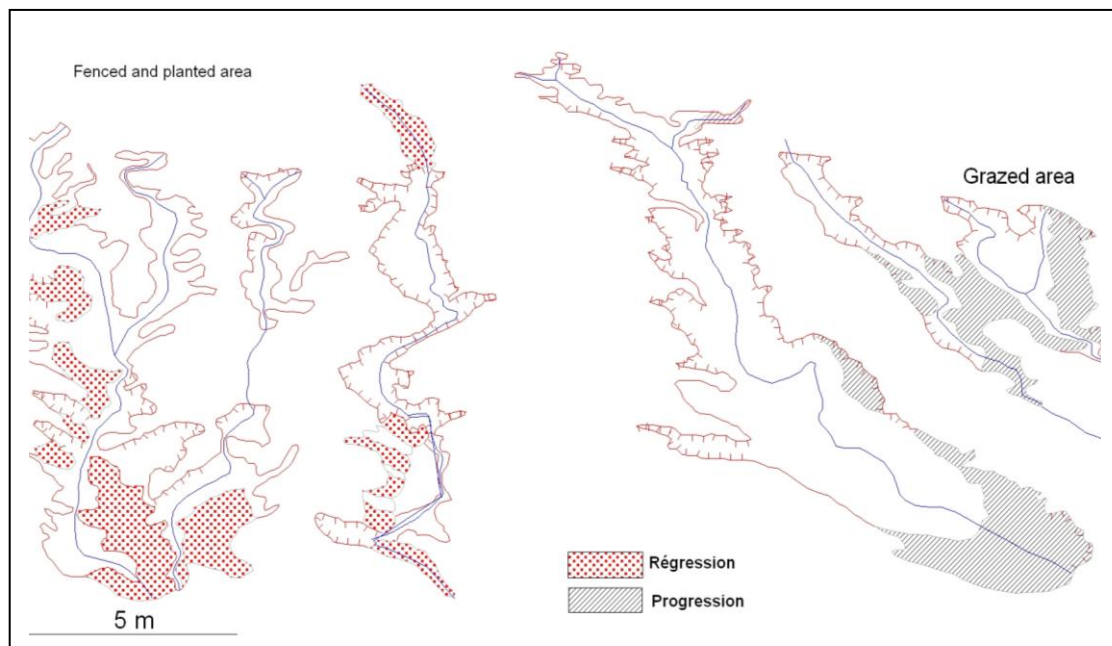 Fenced and planted area
Grazed area
Régression
Progression
5 m